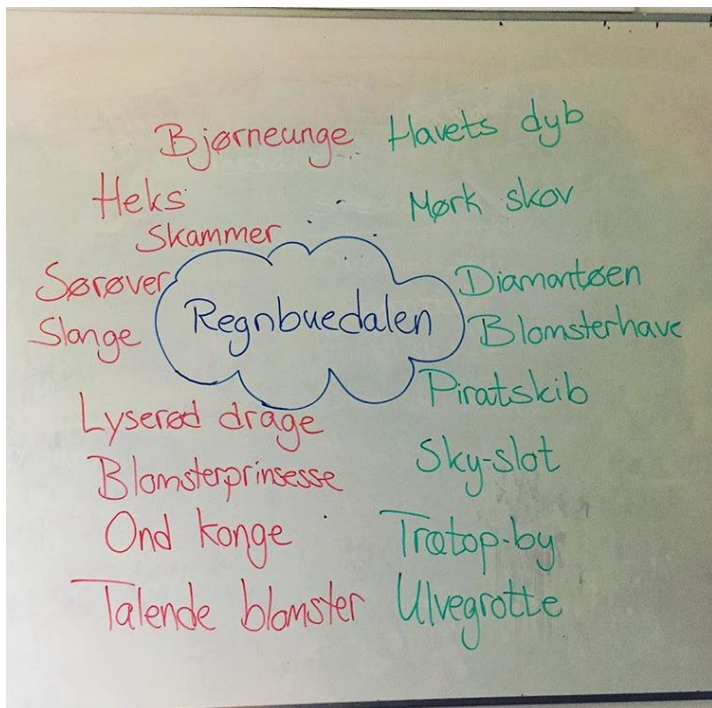 Bjørneunge
Heks
Skammer
Sørøver
Slange
Lyserød drage
Blomsterprinsesse
Ond konge
Talende blomster
Regnbuedalen
Havets dyb
Mørk skov
Diamantøen
Blomsterhave
Piratskib
Sky-slot
Trætop-by
Ulvegrotte